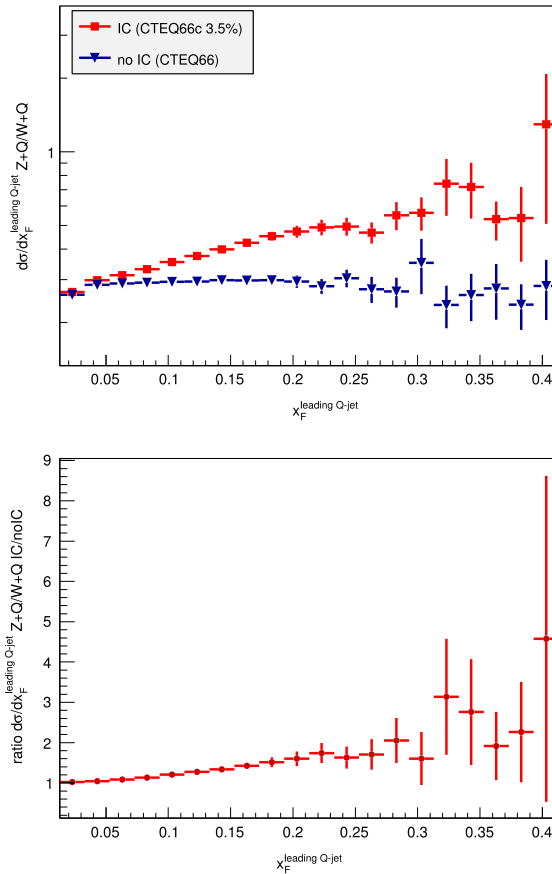 IC (CTEQ66c 3.5%)
no IC (CTEQ66)
dσ/dx_F^leading Q-jet Z+Q/W+Q
1
0.05 0.1 0.15 0.2 0.25 0.3 0.35 0.4
x_F^leading Q-jet
ratio dσ/dx_F^leading Q-jet Z+Q/W+Q IC/noIC
9
8
7
6
5
4
3
2
1
0.05 0.1 0.15 0.2 0.25 0.3 0.35 0.4
x_F^leading Q-jet